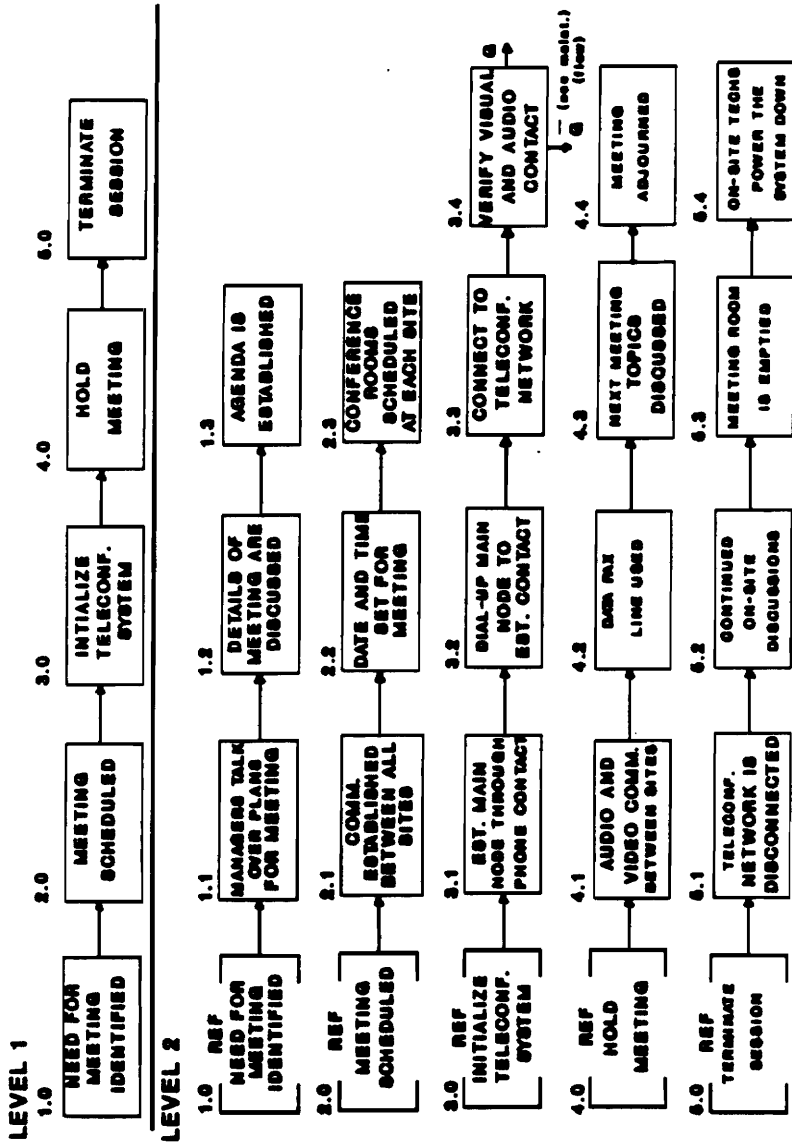 LEVEL 1
1.0
NEED FOR
MEETING
IDENTIFIED
2.0
MEETING
SCHEDULED
3.0
INTIALIZE
TELECONF.
SYSTEM
4.0
HOLD
MEETING
5.0
TERMINATE
SESSION
LEVEL 2
1.0 REF
NEED FOR
MEETING
IDENTIFIED
1.1
MANAGERS TALK
OVER PLANS
FOR MEETING
1.2
DETAILS OF
MEETING ARE
DISCUSSED
1.3
AGENDA IS
ESTABLISHED
2.0 REF
MEETING
SCHEDULED
2.1
COMM.
ESTABLISHED
BETWEEN ALL
SITES
2.2
DATE AND TIME
SET FOR
MEETING
2.3
CONFERENCE
ROOMS
SCHEDULED
AT EACH SITE
3.0 REF
INITIALIZE
TELECONF.
SYSTEM
3.1
EST. MAIN
NODE THROUGH
PHONE CONTACT
3.2
DIAL-UP MAIN
NODE TO
EST. CONTACT
3.3
CONNECT TO
TELECONF.
NETWORK
3.4
VERIFY VISUAL
AND AUDIO
CONTACT
G
G -- (see maint.)
(flow)
4.0 REF
HOLD
MEETING
4.1
AUDIO AND
VIDEO COMM.
BETWEEN SITES
4.2
DATA FAX
LINE USED
4.3
NEXT MEETING
TOPICS
DISCUSSED
4.4
MEETING
ADJOURNED
5.0 REF
TERMINATE
SESSION
5.1
TELECONF.
NETWORK IS
DISCONNECTED
5.2
CONTINUED
ON-SITE
DISCUSSIONS
5.3
MEETING ROOM
IS EMPTIED
5.4
ON-SITE TECHS
POWER THE
SYSTEM DOWN